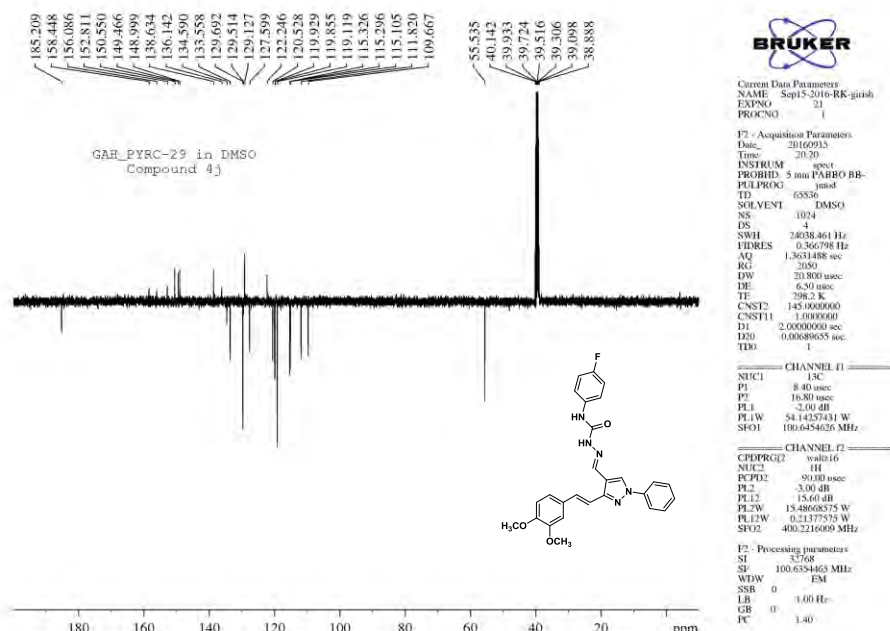 185.209
158.448
156.086
152.811
150.550
149.466
148.999
138.634
136.142
134.590
133.558
129.692
129.514
129.127
127.599
122.246
120.528
119.929
119.855
119.119
115.326
115.296
115.105
111.820
109.667
55.535
40.142
39.933
39.724
39.516
39.306
39.098
38.888
GAH_PYRC-29 in DMSO
Compound 4j
F
HN
O
HN
N
N
N
H₃CO
OCH₃
180
160
140
120
100
80
60
40
20
ppm
BRUKER
Current Data Parameters
NAME Sep15-2016-RK-girish
EXPNO 21
PROCNO 1
F2 - Acquisition Parameters
Date_ 20160915
Time 20.20
INSTRUM spect
PROBHD 5 mm PABBO BB-
PULPROG jmod
TD 65536
SOLVENT DMSO
NS 1024
DS 4
SWH 24038.461 Hz
FIDRES 0.366798 Hz
AQ 1.3631488 sec
RG 2050
DW 20.800 usec
DE 6.50 usec
TE 298.2 K
CNST2 145.0000000
CNST11 1.0000000
D1 2.00000000 sec
D20 0.00689655 sec
TD0 1
CHANNEL f1
NUC1 13C
P1 8.40 usec
P2 16.80 usec
PL1 -2.00 dB
PL1W 54.14257431 W
SFO1 100.6454626 MHz
CHANNEL f2
CPDPRG[2 waltz16
NUC2 1H
PCPD2 90.00 usec
PL2 -3.00 dB
PL12 15.60 dB
PL2W 15.48668575 W
PL12W 0.21377575 W
SFO2 400.2216009 MHz
F2 - Processing parameters
SI 32768
SF 100.6354463 MHz
WDW EM
SSB 0
LB 1.00 Hz
GB 0
PC 1.40